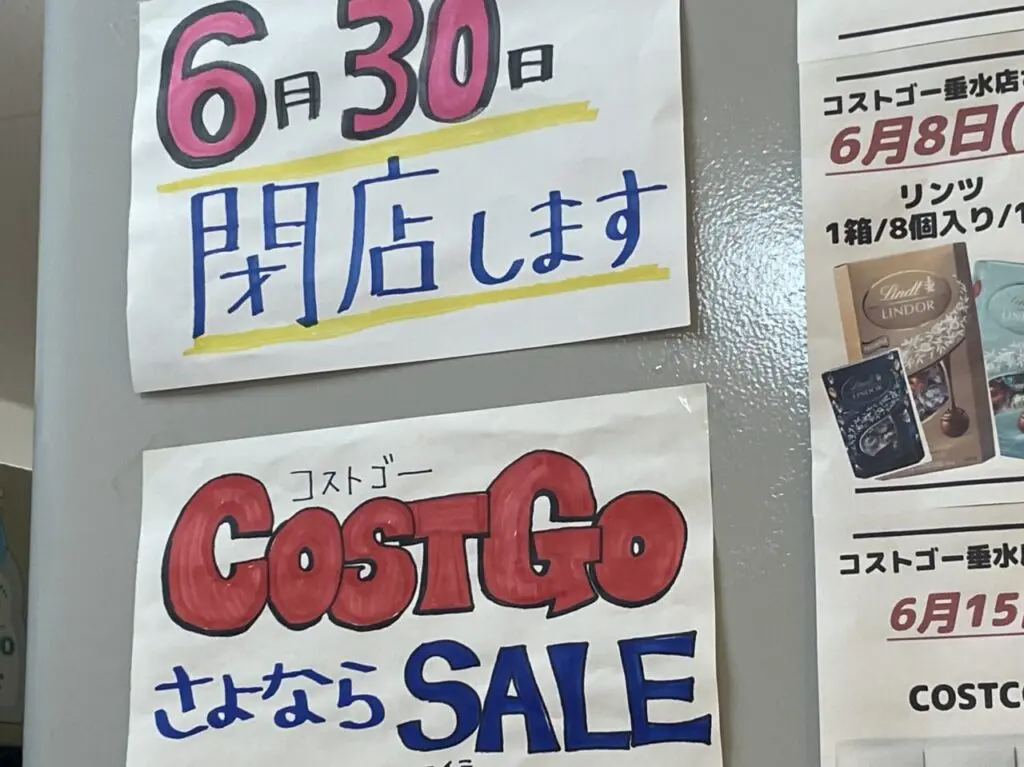 6月30日
閉店します
コストゴー
COSTGO
さよならSALE
コストゴー垂水店
6月8日(
リンツ
1箱/8個入り/1
Lindt
LINDOR
コストゴー垂水
6月15
COSTC